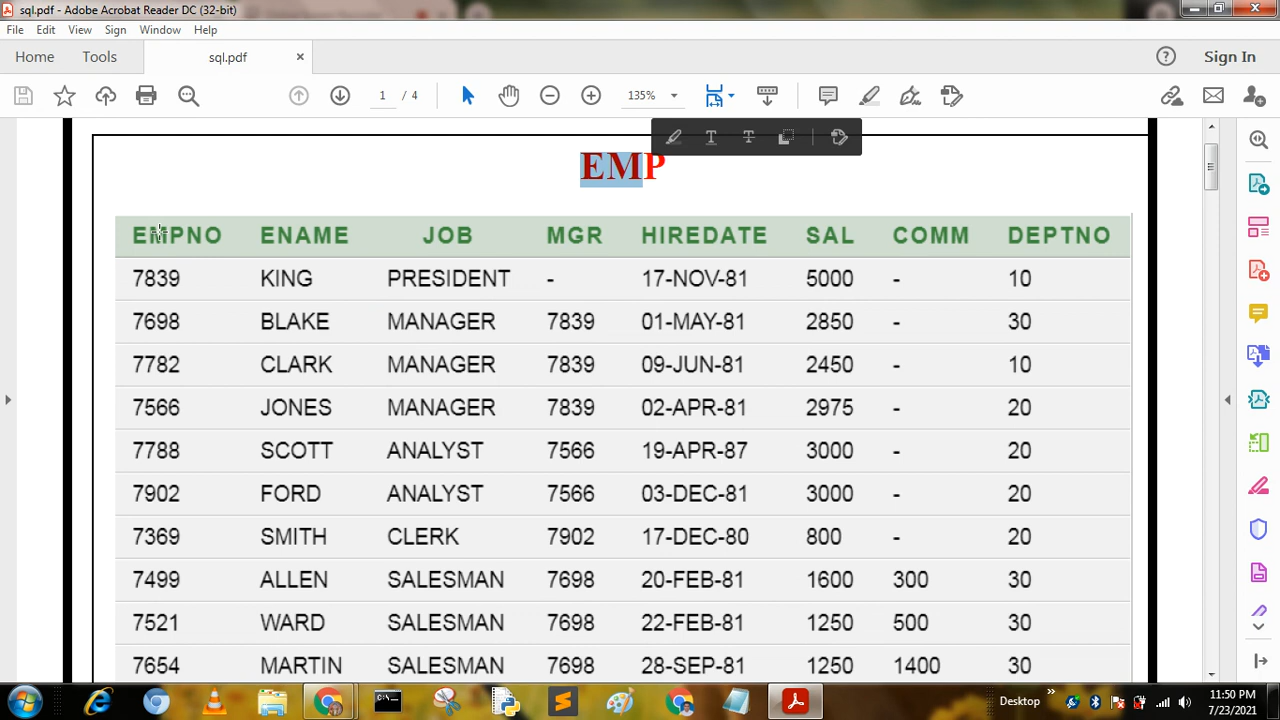 sql.pdf - Adobe Acrobat Reader DC (32-bit)
File Edit View Sign Window Help
Home Tools sql.pdf × Sign In
1 / 4 135%
EMP
EMPNO ENAME JOB MGR HIREDATE SAL COMM DEPTNO
7839 KING PRESIDENT - 17-NOV-81 5000 - 10
7698 BLAKE MANAGER 7839 01-MAY-81 2850 - 30
7782 CLARK MANAGER 7839 09-JUN-81 2450 - 10
7566 JONES MANAGER 7839 02-APR-81 2975 - 20
7788 SCOTT ANALYST 7566 19-APR-87 3000 - 20
7902 FORD ANALYST 7566 03-DEC-81 3000 - 20
7369 SMITH CLERK 7902 17-DEC-80 800 - 20
7499 ALLEN SALESMAN 7698 20-FEB-81 1600 300 30
7521 WARD SALESMAN 7698 22-FEB-81 1250 500 30
7654 MARTIN SALESMAN 7698 28-SEP-81 1250 1400 30
Desktop » 11:50 PM
7/23/2021